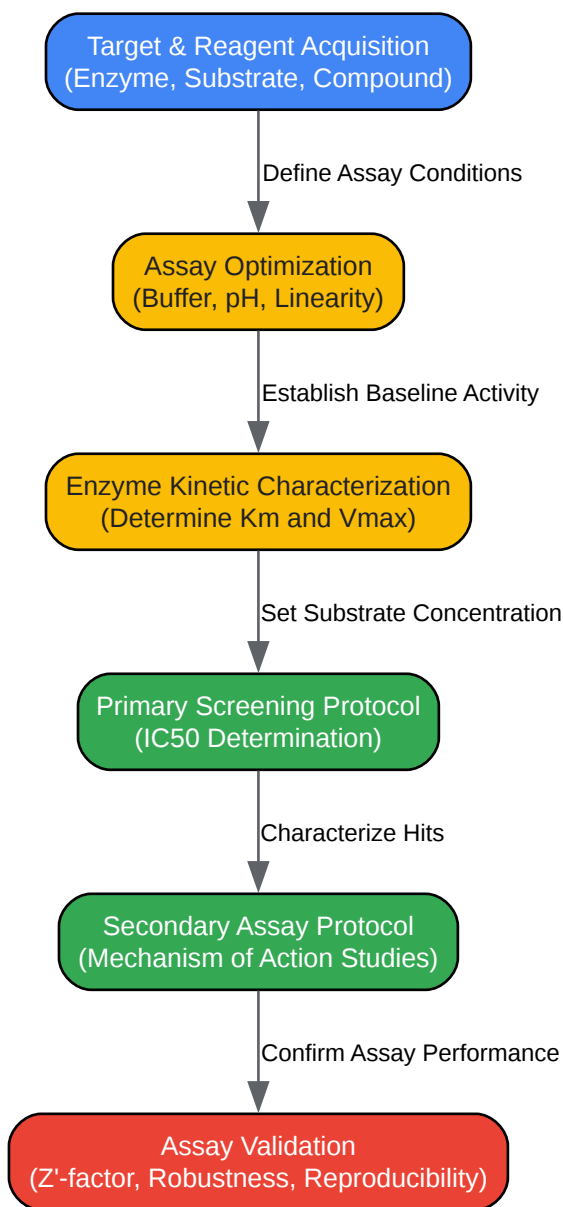 Target & Reagent Acquisition
(Enzyme, Substrate, Compound)
Define Assay Conditions
Assay Optimization
(Buffer, pH, Linearity)
Establish Baseline Activity
Enzyme Kinetic Characterization
(Determine Km and Vmax)
Set Substrate Concentration
Primary Screening Protocol
(IC50 Determination)
Characterize Hits
Secondary Assay Protocol
(Mechanism of Action Studies)
Confirm Assay Performance
Assay Validation
(Z'-factor, Robustness, Reproducibility)